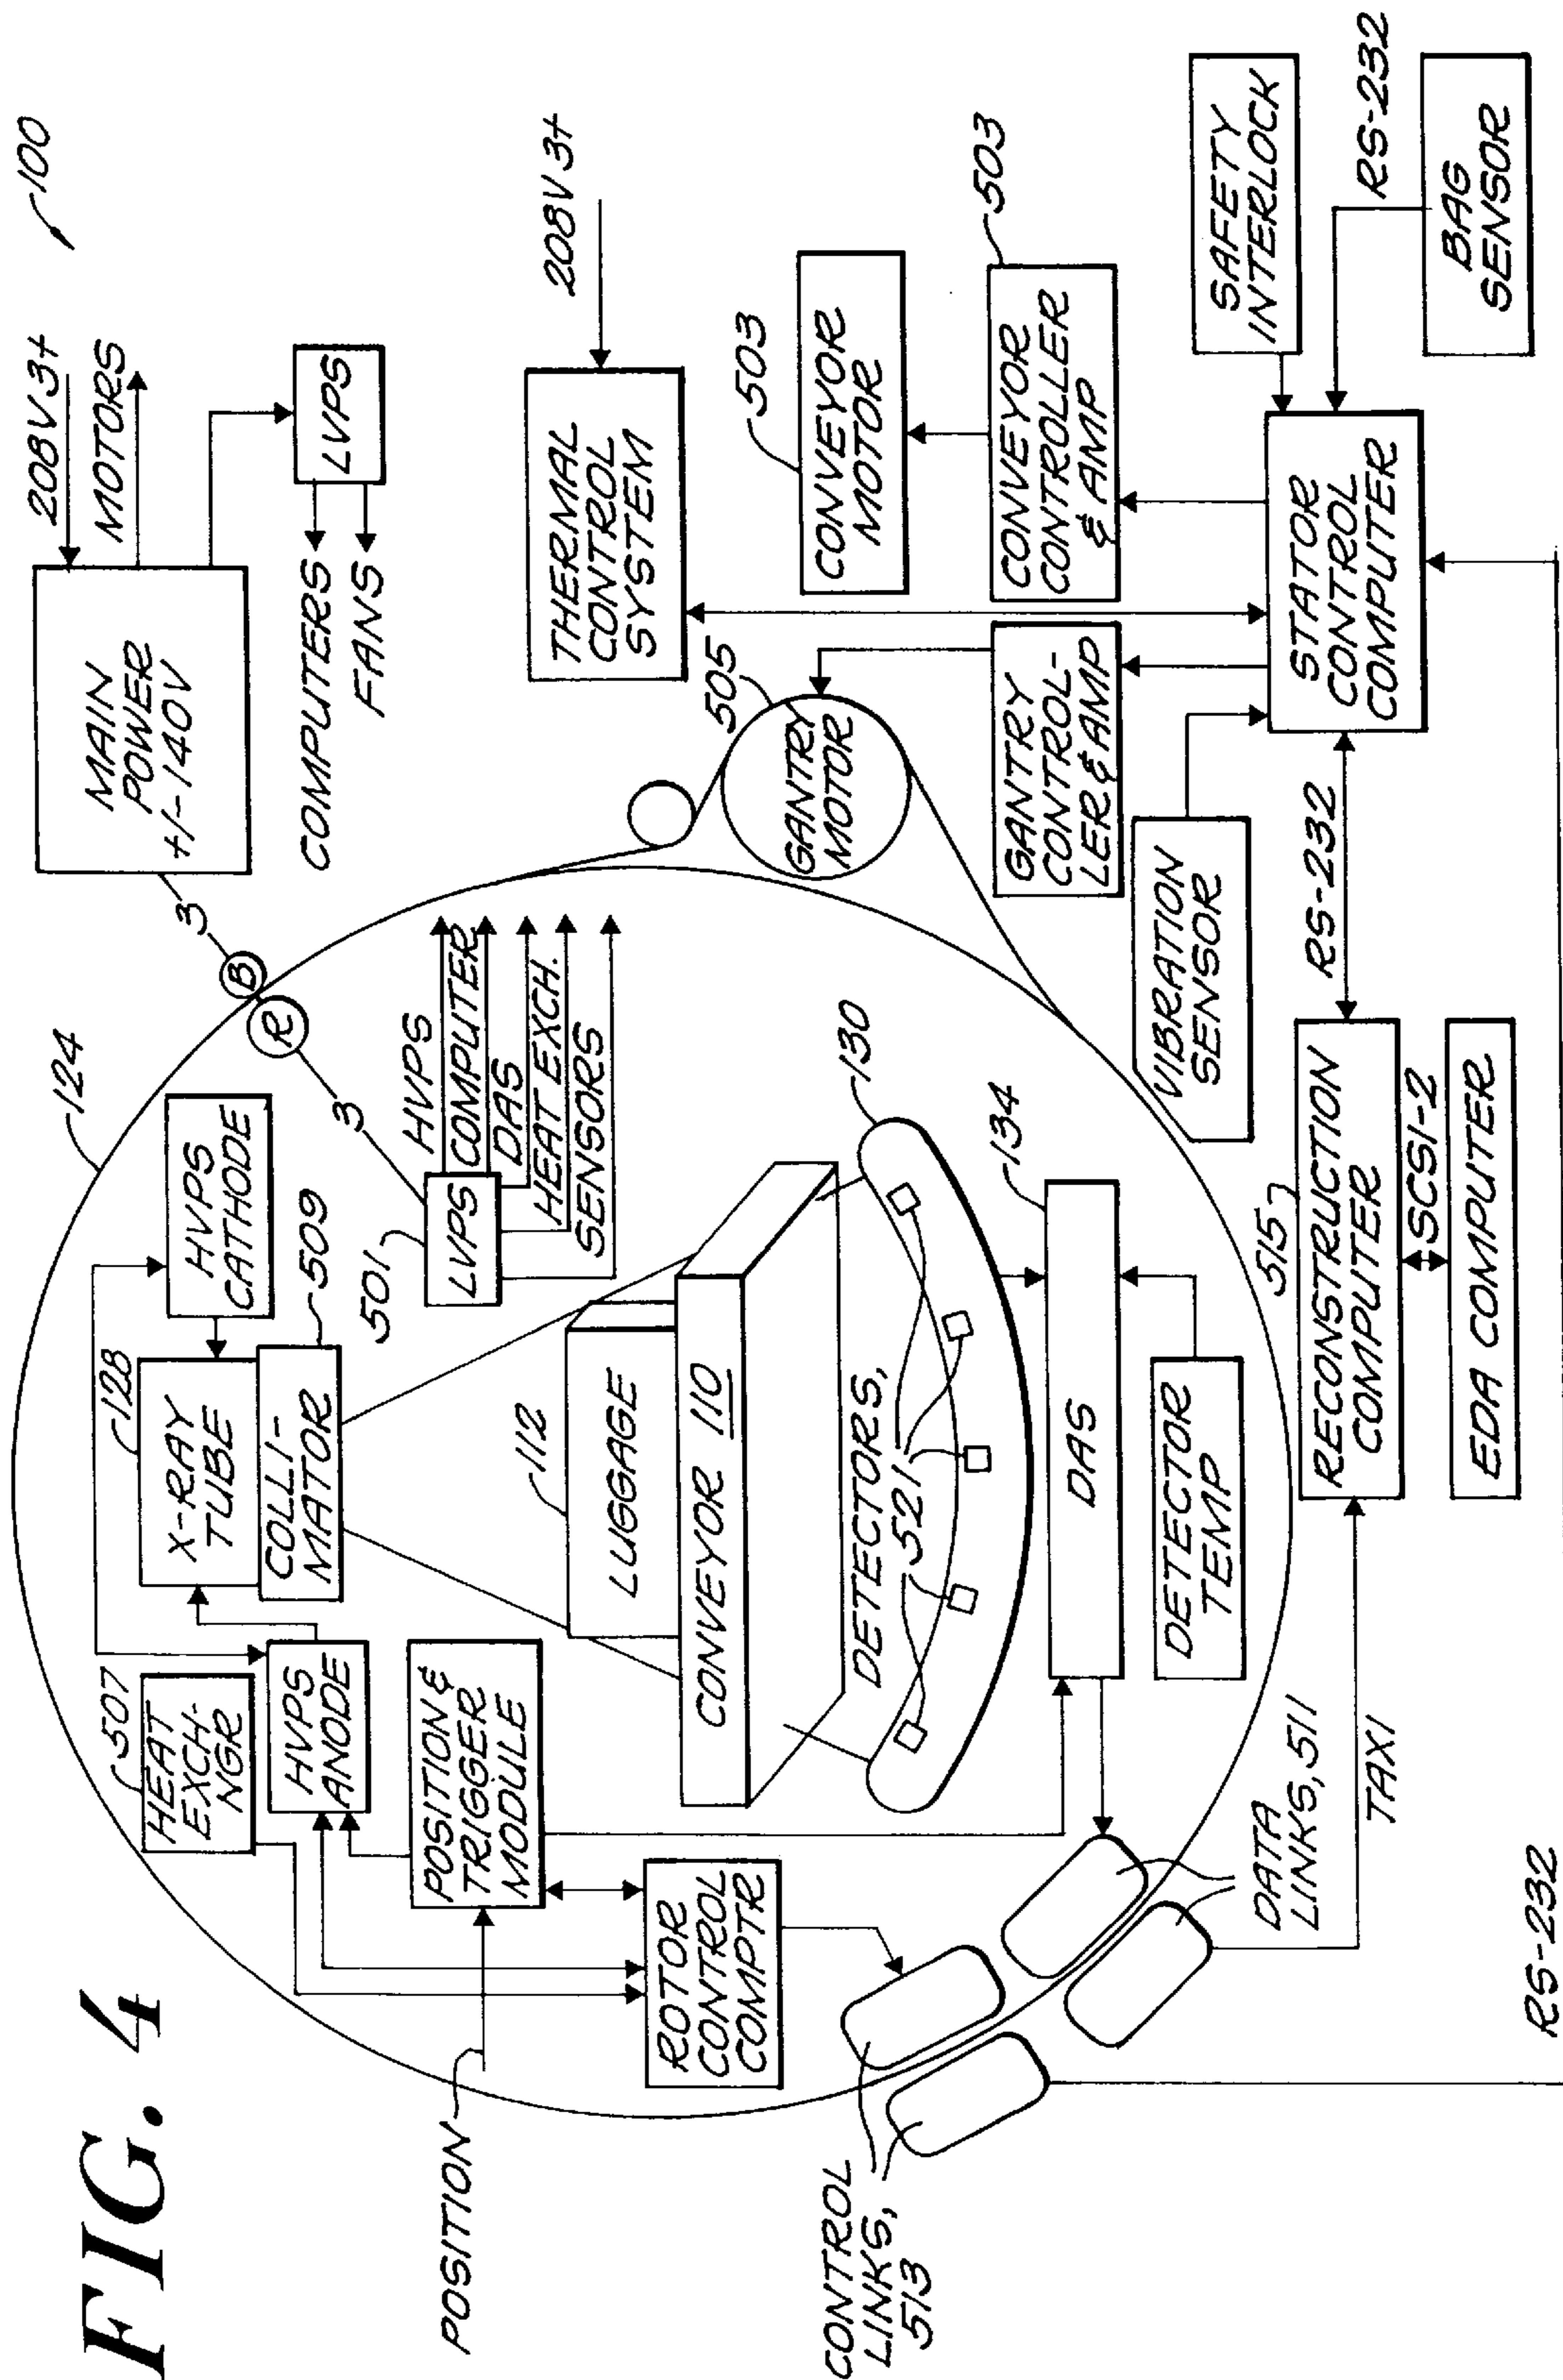 FIG. 4
100
124
208V 3+
MOTORS
MAIN
POWER
+/-140V
LVPS
COMPUTERS
FANS
3
B
R
3
507
HEAT
EXCH-
NGR
HVPS
ANODE
128
X-RAY
TUBE
COLLI-
MATOR
509
HVPS
CATHODE
501
LVPS
HVPS
COMPUTER
DAS
HEAT EXCH.
SENSORS
POSITION
POSITION &
TRIGGER
MODULE
ROTOR
CONTROL
COMPTR
112
LUGGAGE
CONVEYOR 110
DETECTORS,
521
130
134
DAS
DETECTOR
TEMP
505
GANTRY
MOTOR
THERMAL
CONTROL
SYSTEM
208V 3+
503
CONVEYOR
MOTOR
503
CONVEYOR
CONTROLLER
& AMP
GANTRY
CONTROL-
LER & AMP
VIBRATION
SENSOR
SAFETY
INTERLOCK
STATOR
CONTROL
COMPUTER
RS-232
BAG
SENSOR
RS-232
CONTROL
LINKS,
513
DATA
LINKS, 511
TAXI
515
RECONSTRUCTION
COMPUTER
SCSI-2
EDA COMPUTER
RS-232